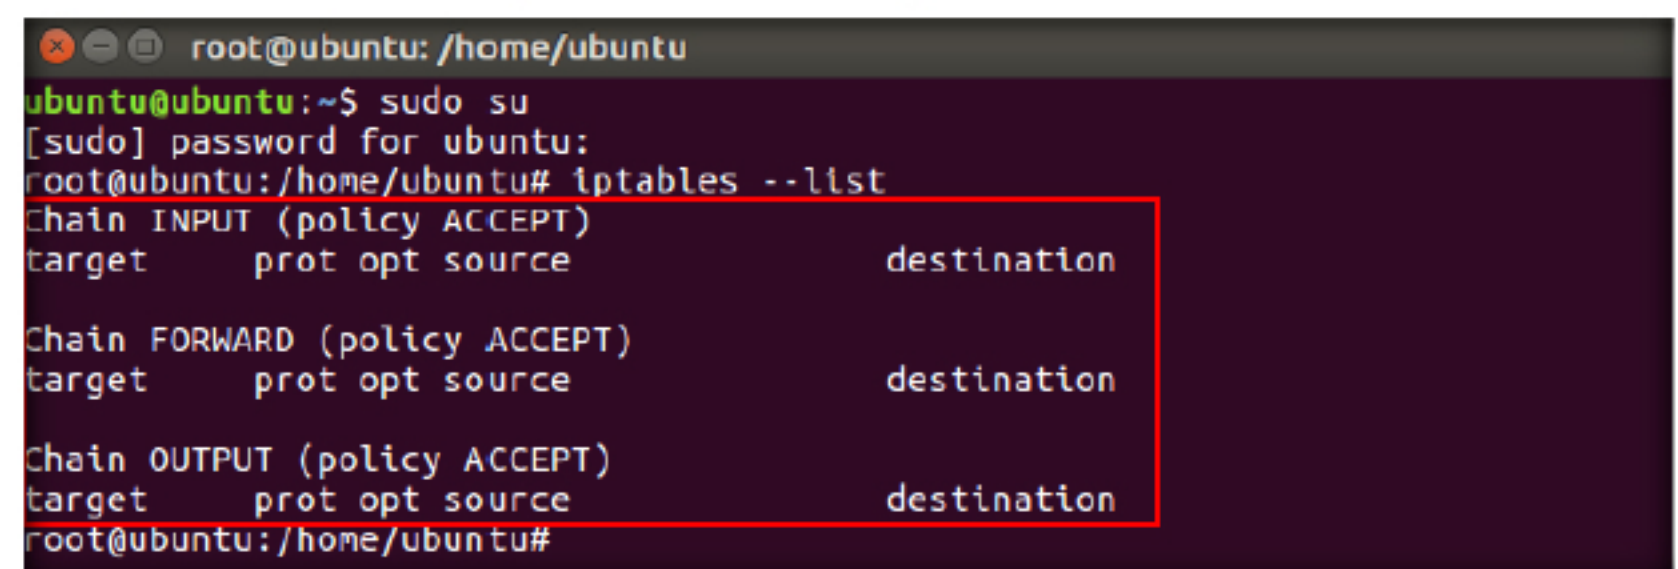 root@ubuntu: /home/ubuntu
ubuntu@ubuntu:~$ sudo su
[sudo] password for ubuntu:
root@ubuntu:/home/ubuntu# iptables --list
Chain INPUT (policy ACCEPT)
target     prot opt source               destination

Chain FORWARD (policy ACCEPT)
target     prot opt source               destination

Chain OUTPUT (policy ACCEPT)
target     prot opt source               destination
root@ubuntu:/home/ubuntu#